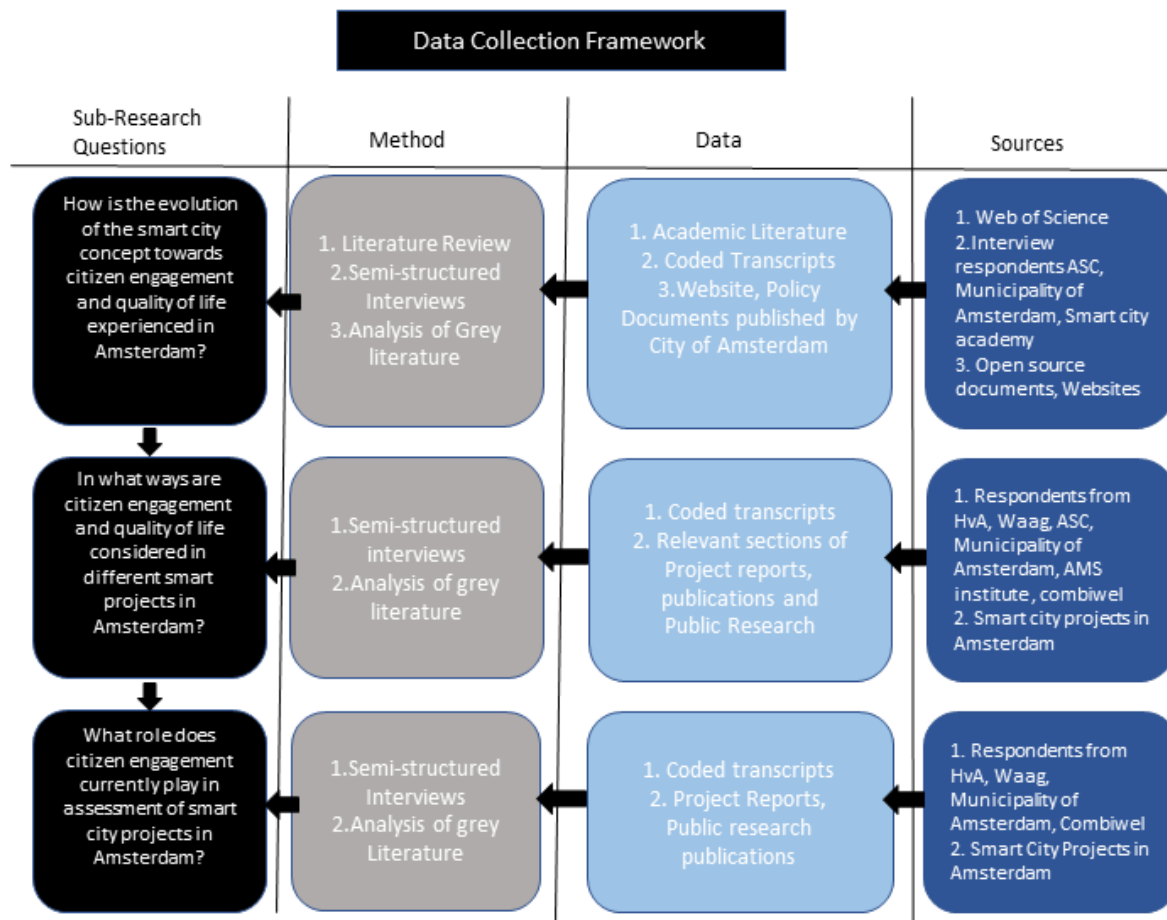 Data Collection Framework
Sub-Research
Questions
Method
Data
Sources
How is the evolution
of the smart city
concept towards
citizen engagement
and quality of life
experienced in
Amsterdam?
1. Literature Review
2.Semi-structured
Interviews
3.Analysis of Grey
literature
1. Academic Literature
2. Coded Transcripts
3.Website, Policy
Documents published by
City of Amsterdam
1. Web of Science
2.Interview
respondents ASC,
Municipality of
Amsterdam, Smart city
academy
3. Open source
documents, Websites
In what ways are
citizen engagement
and quality of life
considered in
different smart
projects in
Amsterdam?
1.Semi-structured
interviews
2.Analysis of grey
literature
1. Coded transcripts
2. Relevant sections of
Project reports,
publications and
Public Research
1. Respondents from
HvA, Waag, ASC,
Municipality of
Amsterdam, AMS
institute, combiwel
2. Smart city projects in
Amsterdam
What role does
citizen engagement
currently play in
assessment of smart
city projects in
Amsterdam?
1.Semi-structured
Interviews
2.Analysis of grey
Literature
1. Coded transcripts
2. Project Reports,
Public research
publications
1. Respondents from
HvA, Waag,
Municipality of
Amsterdam, Combiwel
2. Smart City Projects in
Amsterdam